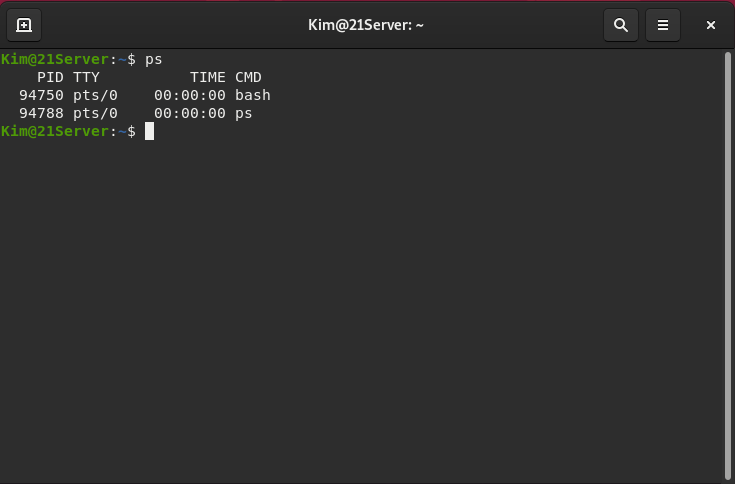 Kim@21Server: ~
Kim@21Server:~$ ps
    PID TTY          TIME CMD
  94750 pts/0    00:00:00 bash
  94788 pts/0    00:00:00 ps
Kim@21Server:~$